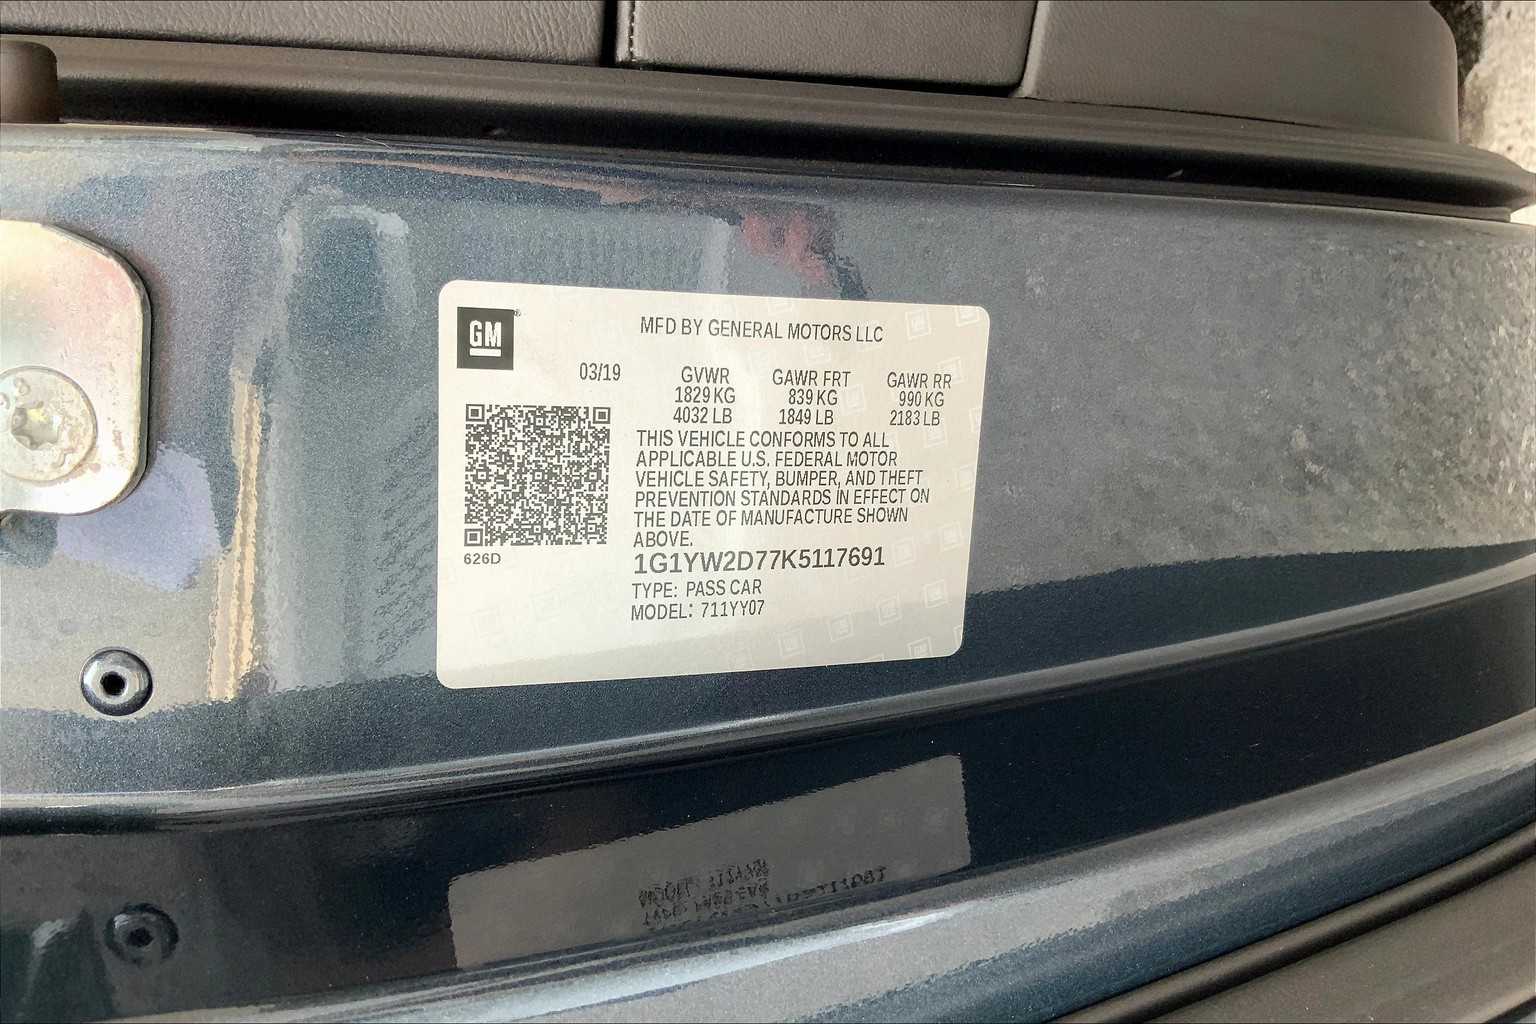 GM
MFD BY GENERAL MOTORS LLC
03/19 GVWR GAWR FRT GAWR RR
1829 KG 839 KG 990 KG
4032 LB 1849 LB 2183 LB
THIS VEHICLE CONFORMS TO ALL
APPLICABLE U.S. FEDERAL MOTOR
VEHICLE SAFETY, BUMPER, AND THEFT
PREVENTION STANDARDS IN EFFECT ON
THE DATE OF MANUFACTURE SHOWN
ABOVE.
626D
1G1YW2D77K5117691
TYPE: PASS CAR
MODEL: 711YY07